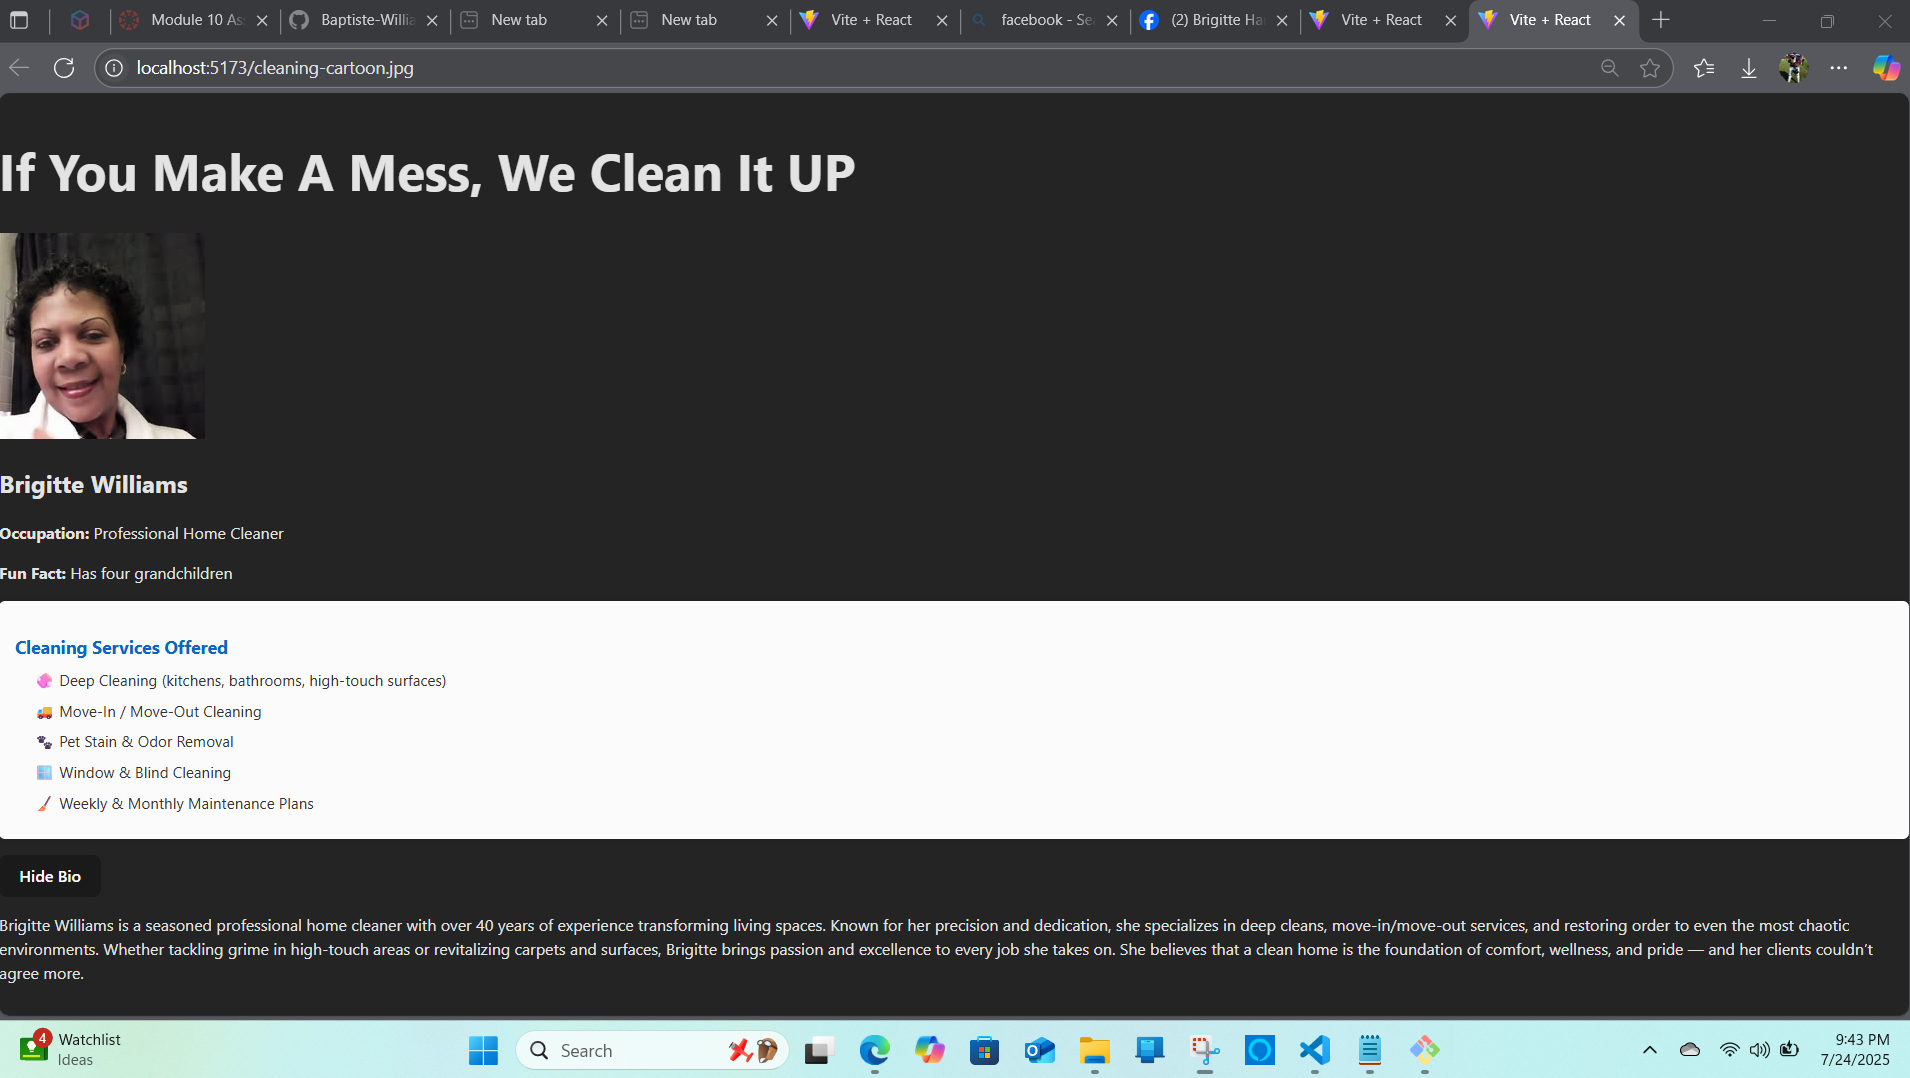 Module 10 As
Baptiste-Willia
New tab
New tab
Vite + React
facebook - Se
(2) Brigitte Ha
Vite + React
Vite + React
localhost:5173/cleaning-cartoon.jpg
If You Make A Mess, We Clean It UP
Brigitte Williams
Occupation: Professional Home Cleaner
Fun Fact: Has four grandchildren
Cleaning Services Offered
Deep Cleaning (kitchens, bathrooms, high-touch surfaces)
Move-In / Move-Out Cleaning
Pet Stain & Odor Removal
Window & Blind Cleaning
Weekly & Monthly Maintenance Plans
Hide Bio
Brigitte Williams is a seasoned professional home cleaner with over 40 years of experience transforming living spaces. Known for her precision and dedication, she specializes in deep cleans, move-in/move-out services, and restoring order to even the most chaotic
environments. Whether tackling grime in high-touch areas or revitalizing carpets and surfaces, Brigitte brings passion and excellence to every job she takes on. She believes that a clean home is the foundation of comfort, wellness, and pride — and her clients couldn't
agree more.
4
Watchlist
Ideas
Search
9:43 PM
7/24/2025